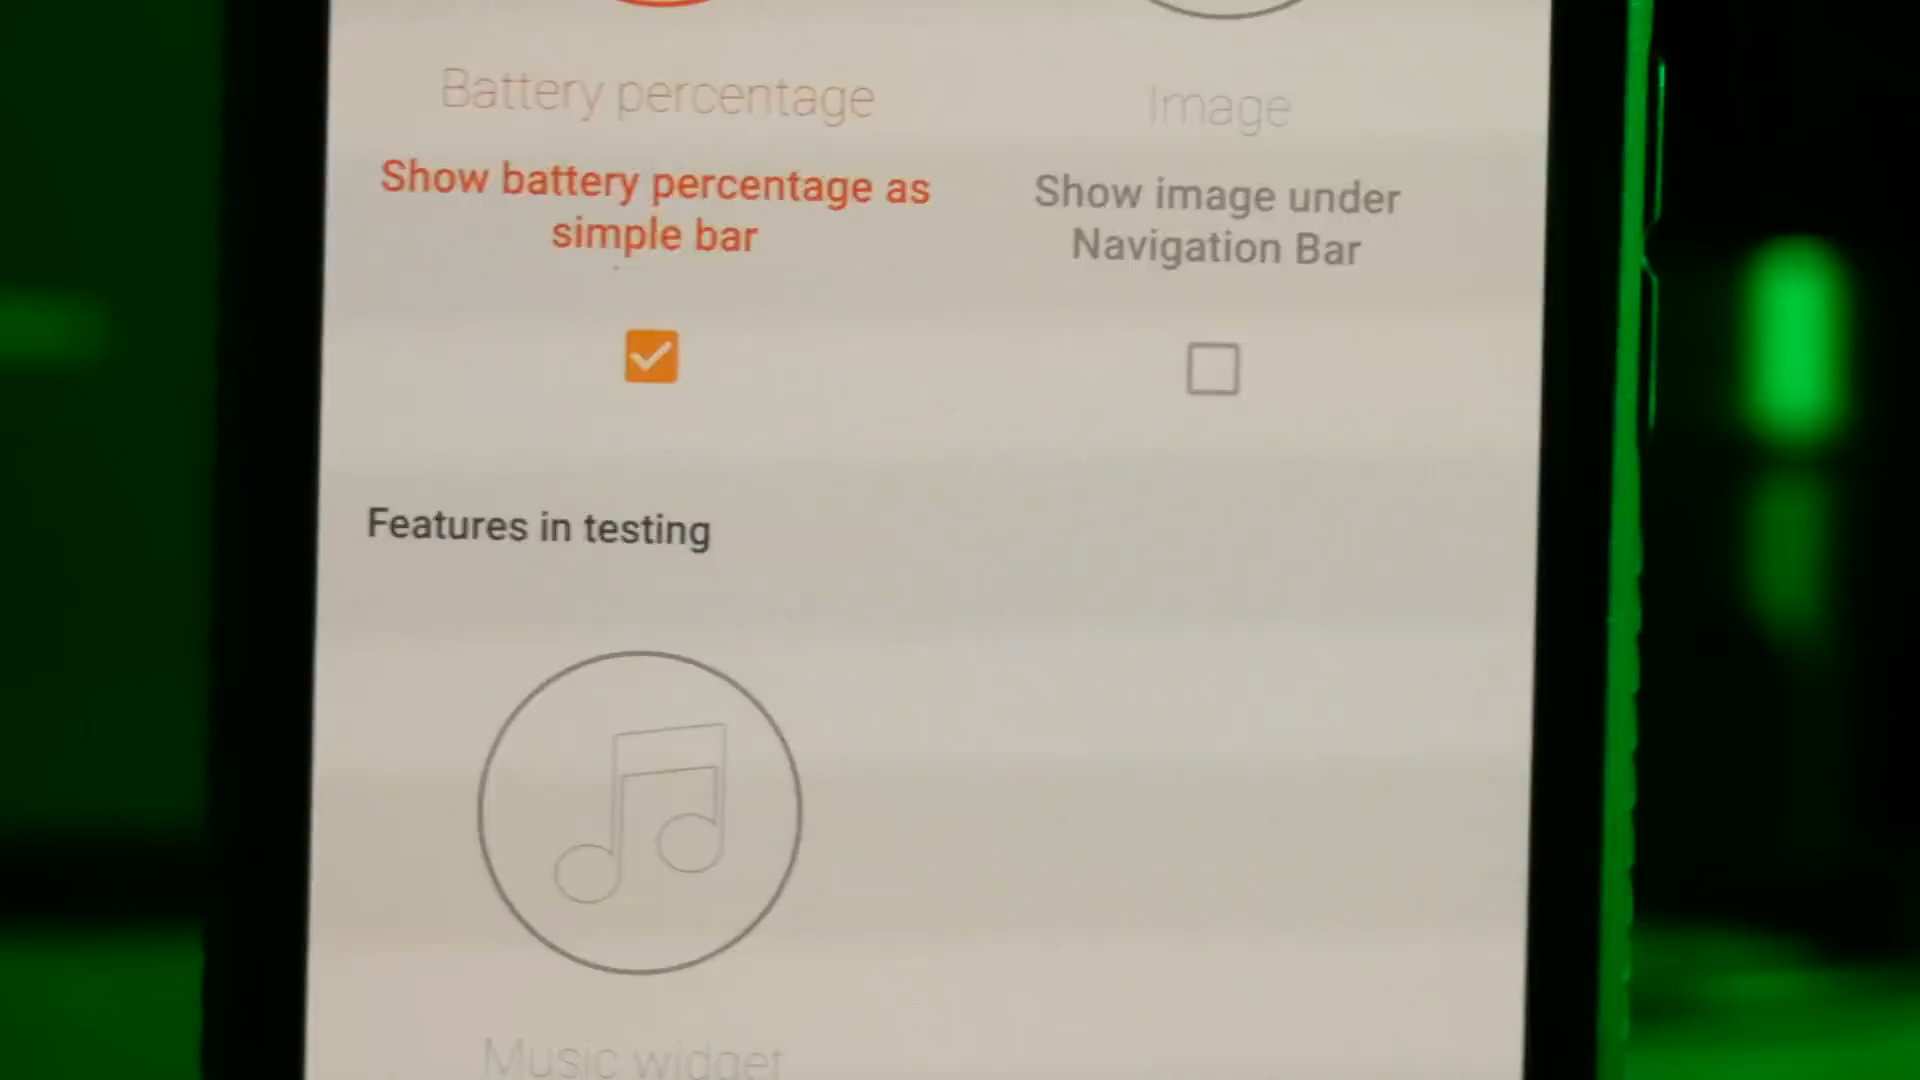 Battery percentage
Image
Show battery percentage as
simple bar
Show image under
Navigation Bar
Features in testing
Music widget